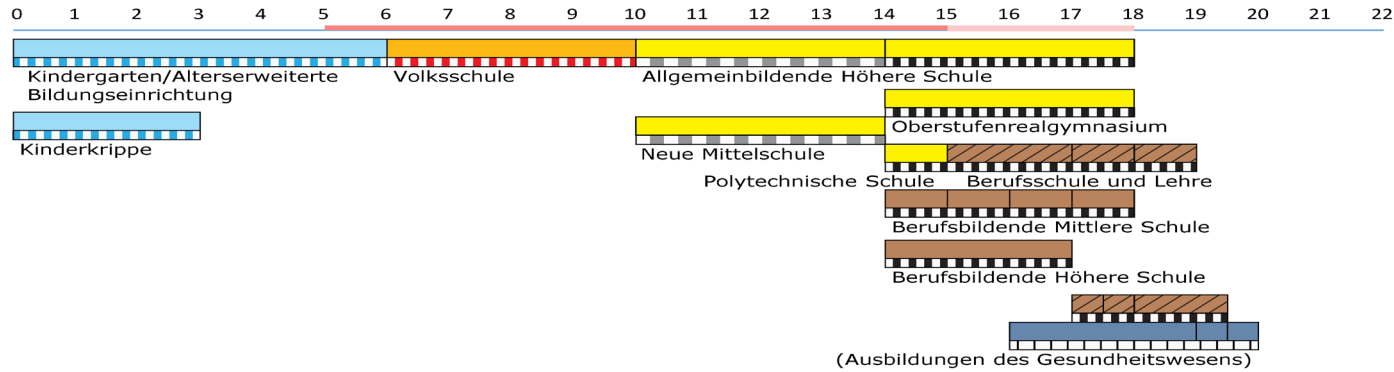 0 1 2 3 4 5 6 7 8 9 10 11 12 13 14 15 16 17 18 19 20 21 22
Kindergarten/Alterserweiterte Volksschule Allgemeinbildende Höhere Schule
Bildungseinrichtung
Oberstufenrealgymnasium
Kinderkrippe
Neue Mittelschule
Polytechnische Schule Berufsschule und Lehre
Berufsbildende Mittlere Schule
Berufsbildende Höhere Schule
(Ausbildungen des Gesundheitswesens)